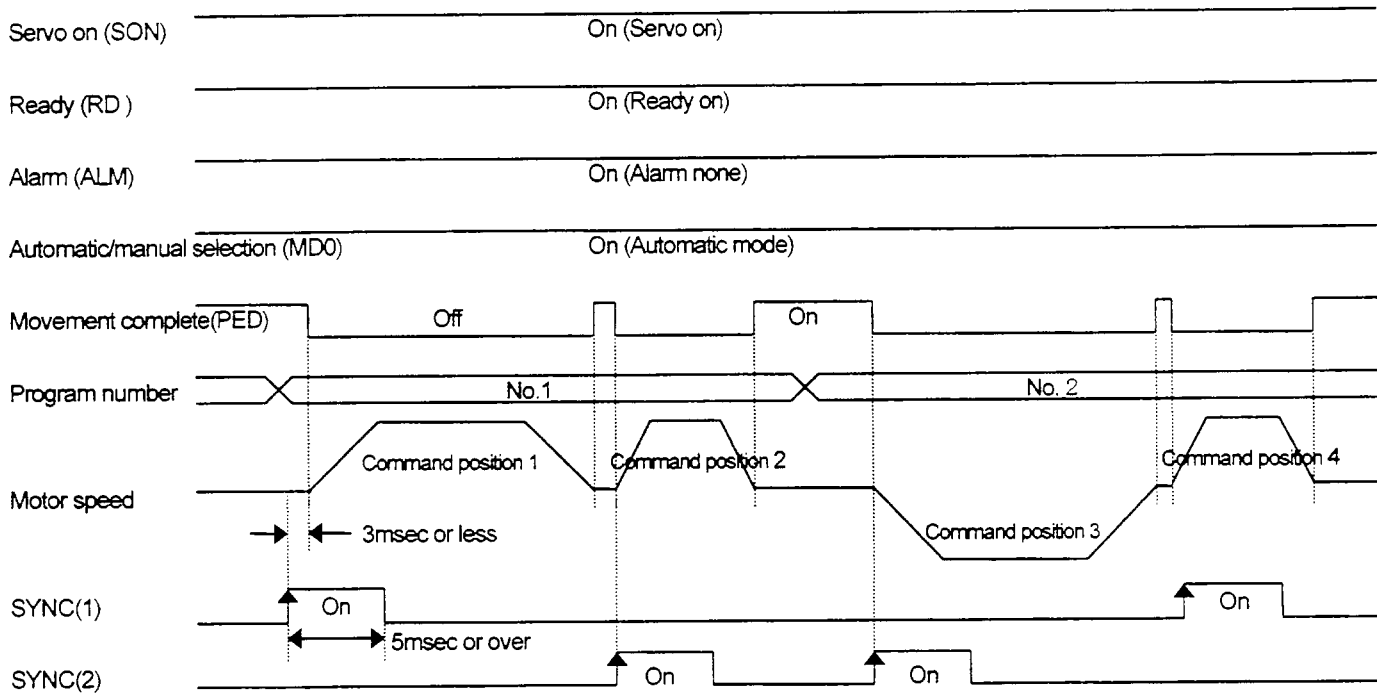 Servo on (SON) On (Servo on)
Ready (RD ) On (Ready on)
Alarm (ALM) On (Alarm none)
Automatic/manual selection (MD0) On (Automatic mode)
Movement complete(PED) Off On
Program number No.1 No. 2
Command position 1 Command position 2 Command position 4
Motor speed
Command position 3
3msec or less
SYNC(1) On On
5msec or over
SYNC(2) On On